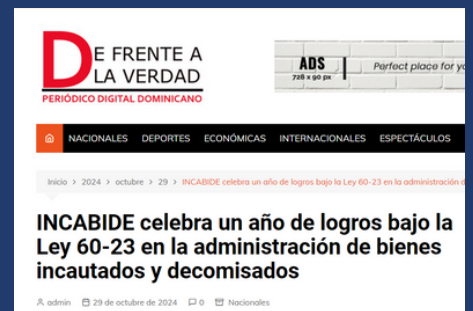 DE FRENTE A
LA VERDAD
PERIÓDICO DIGITAL DOMINICANO
ADS
728 x 90 px
Perfect place for yo
NACIONALES DEPORTES ECONÓMICAS INTERNACIONALES ESPECTÁCULOS
Inicio > 2024 > octubre > 29 > INCABIDE celebra un año de logros bajo la Ley 60-23 en la administración d
INCABIDE celebra un año de logros bajo la
Ley 60-23 en la administración de bienes
incautados y decomisados
admin 29 de octubre de 2024 0 Nacionales